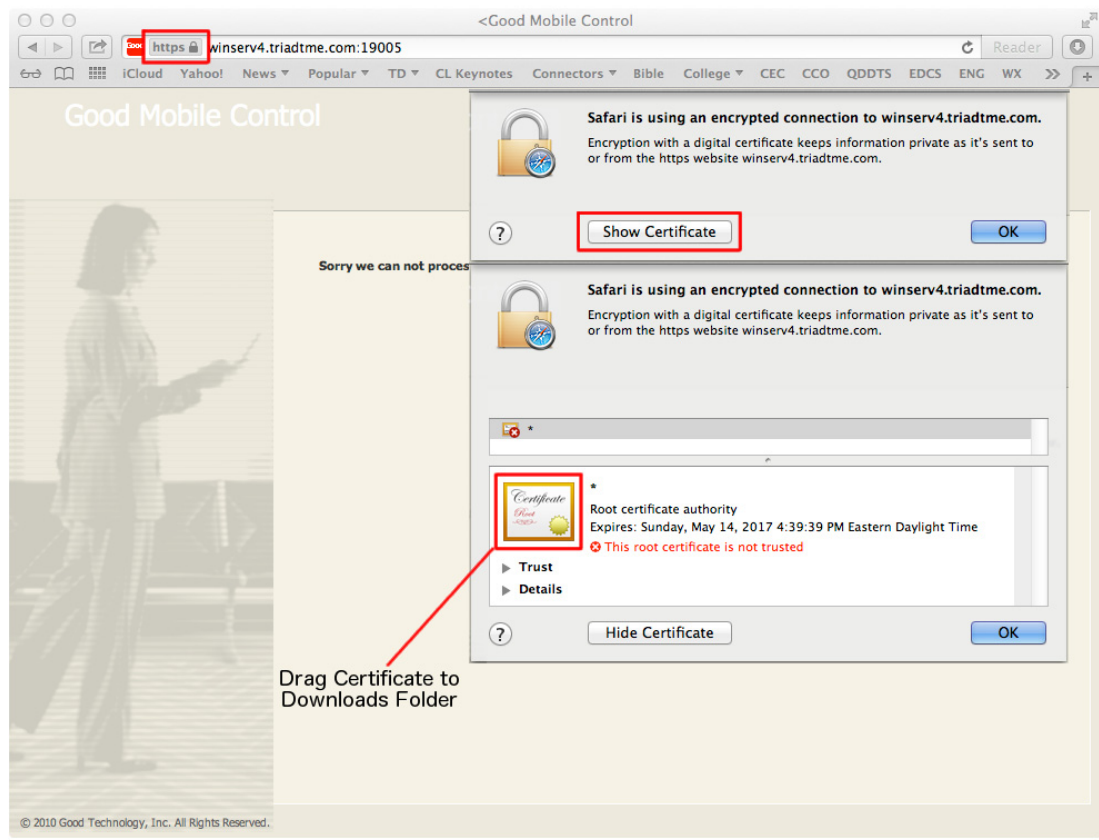 <Good Mobile Control
Good https winserv4.triadtme.com:19005 Reader
iCloud Yahoo! News TD Popular CL Keynotes Connectors Bible College CEC CCO QDDTS EDCS ENG WX >> +
Good Mobile Control
Safari is using an encrypted connection to winserv4.triadtme.com.
Encryption with a digital certificate keeps information private as it's sent to
or from the https website winserv4.triadtme.com.
? Show Certificate OK
Sorry we can not proces
Safari is using an encrypted connection to winserv4.triadtme.com.
Encryption with a digital certificate keeps information private as it's sent to
or from the https website winserv4.triadtme.com.
*
Certificate
Root
*
Root certificate authority
Expires: Sunday, May 14, 2017 4:39:39 PM Eastern Daylight Time
This root certificate is not trusted
Trust
Details
? Hide Certificate OK
Drag Certificate to
Downloads Folder
© 2010 Good Technology, Inc. All Rights Reserved.